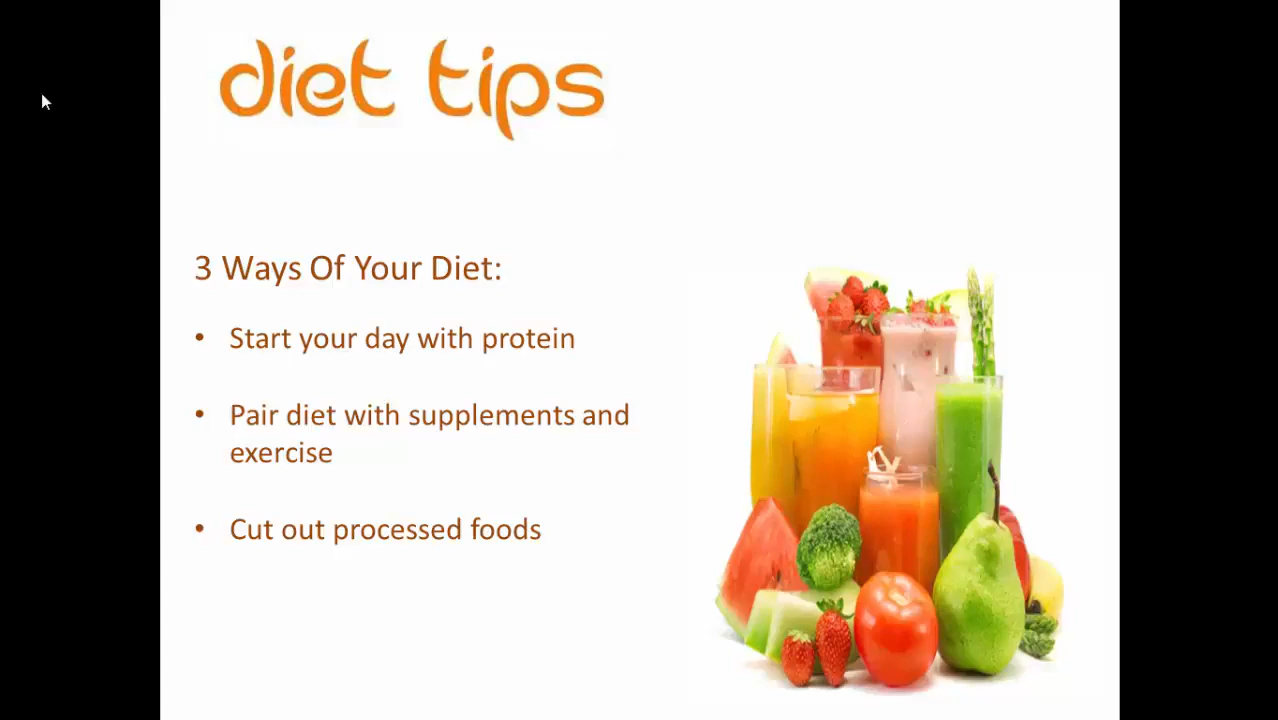 diet tips
3 Ways Of Your Diet:
• Start your day with protein
• Pair diet with supplements and
exercise
• Cut out processed foods